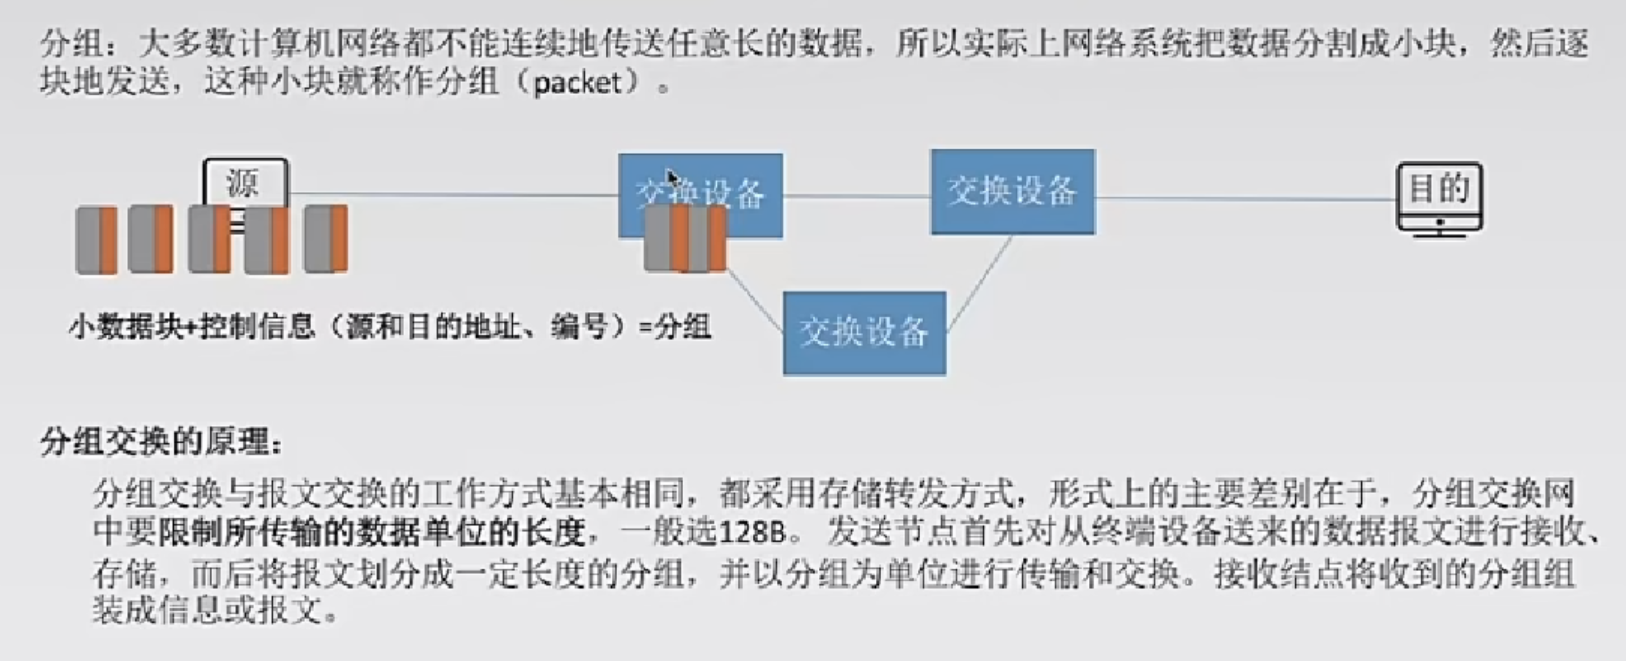 分组：大多数计算机网络都不能连续地传送任意长的数据，所以实际上网络系统把数据分割成小块，然后逐
块地发送，这种小块就称作分组（packet）。
源
交换设备
交换设备
目的
交换设备
小数据块+控制信息（源和目的地址、编号）=分组
分组交换的原理：
分组交换与报文交换的工作方式基本相同，都采用存储转发方式，形式上的主要差别在于，分组交换网
中要限制所传输的数据单位的长度，一般选128B。发送节点首先对从终端设备送来的数据报文进行接收、
存储，而后将报文划分成一定长度的分组，并以分组为单位进行传输和交换。接收结点将收到的分组组
装成信息或报文。